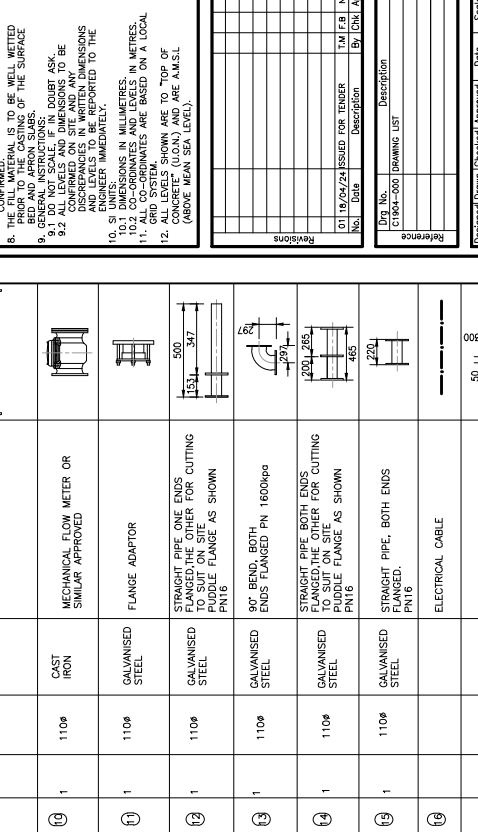 CONFIRMED.
8. THE FILL MATERIAL IS TO BE WELL WETTED
PRIOR TO THE CASTING OF THE SURFACE
BED AND APRON SLABS.
9. GENERAL INSTRUCTIONS:
9.1 DO NOT SCALE, IF IN DOUBT ASK.
9.2 ALL LEVELS AND DIMENSIONS TO BE
CONFIRMED ON SITE AND ANY
DISCREPANCIES IN WRITTEN DIMENSIONS
AND LEVELS TO BE REPORTED TO THE
ENGINEER IMMEDIATELY.
10. SI UNITS:
10.1 DIMENSIONS IN MILLIMETRES.
10.2 CO-ORDINATES AND LEVELS IN METRES.
11. ALL CO-ORDINATES ARE BASED ON A LOCAL
GRID SYSTEM.
12. ALL LEVELS SHOWN ARE TO "TOP OF
CONCRETE" (U.O.N.) AND ARE A.M.S.L
(ABOVE MEAN SEA LEVEL).
Revisions
01 18/04/24 ISSUED FOR TENDER T.M F.B
No. Date Description By Chk
Reference
Drg No. Description
C1904-000 DRAWING LIST
10 1 110ø CAST
IRON
MECHANICAL FLOW METER OR
SIMILAR APPROVED
11 1 110ø GALVANISED
STEEL
FLANGE ADAPTOR
12 1 110ø GALVANISED
STEEL
STRAIGHT PIPE ONE ENDS
FLANGED,THE OTHER FOR CUTTING
TO SUIT ON SITE
PUDDLE FLANGE AS SHOWN
PN16
500
153 347
13 1 110ø GALVANISED
STEEL
90° BEND, BOTH
ENDS FLANGED PN 1600kpa
297
297
14 1 110ø GALVANISED
STEEL
STRAIGHT PIPE BOTH ENDS
FLANGED,THE OTHER FOR CUTTING
TO SUIT ON SITE
PUDDLE FLANGE AS SHOWN
PN16
200 265
465
15 1 110ø GALVANISED
STEEL
STRAIGHT PIPE, BOTH ENDS
FLANGED.
PN16
220
16 ELECTRICAL CABLE